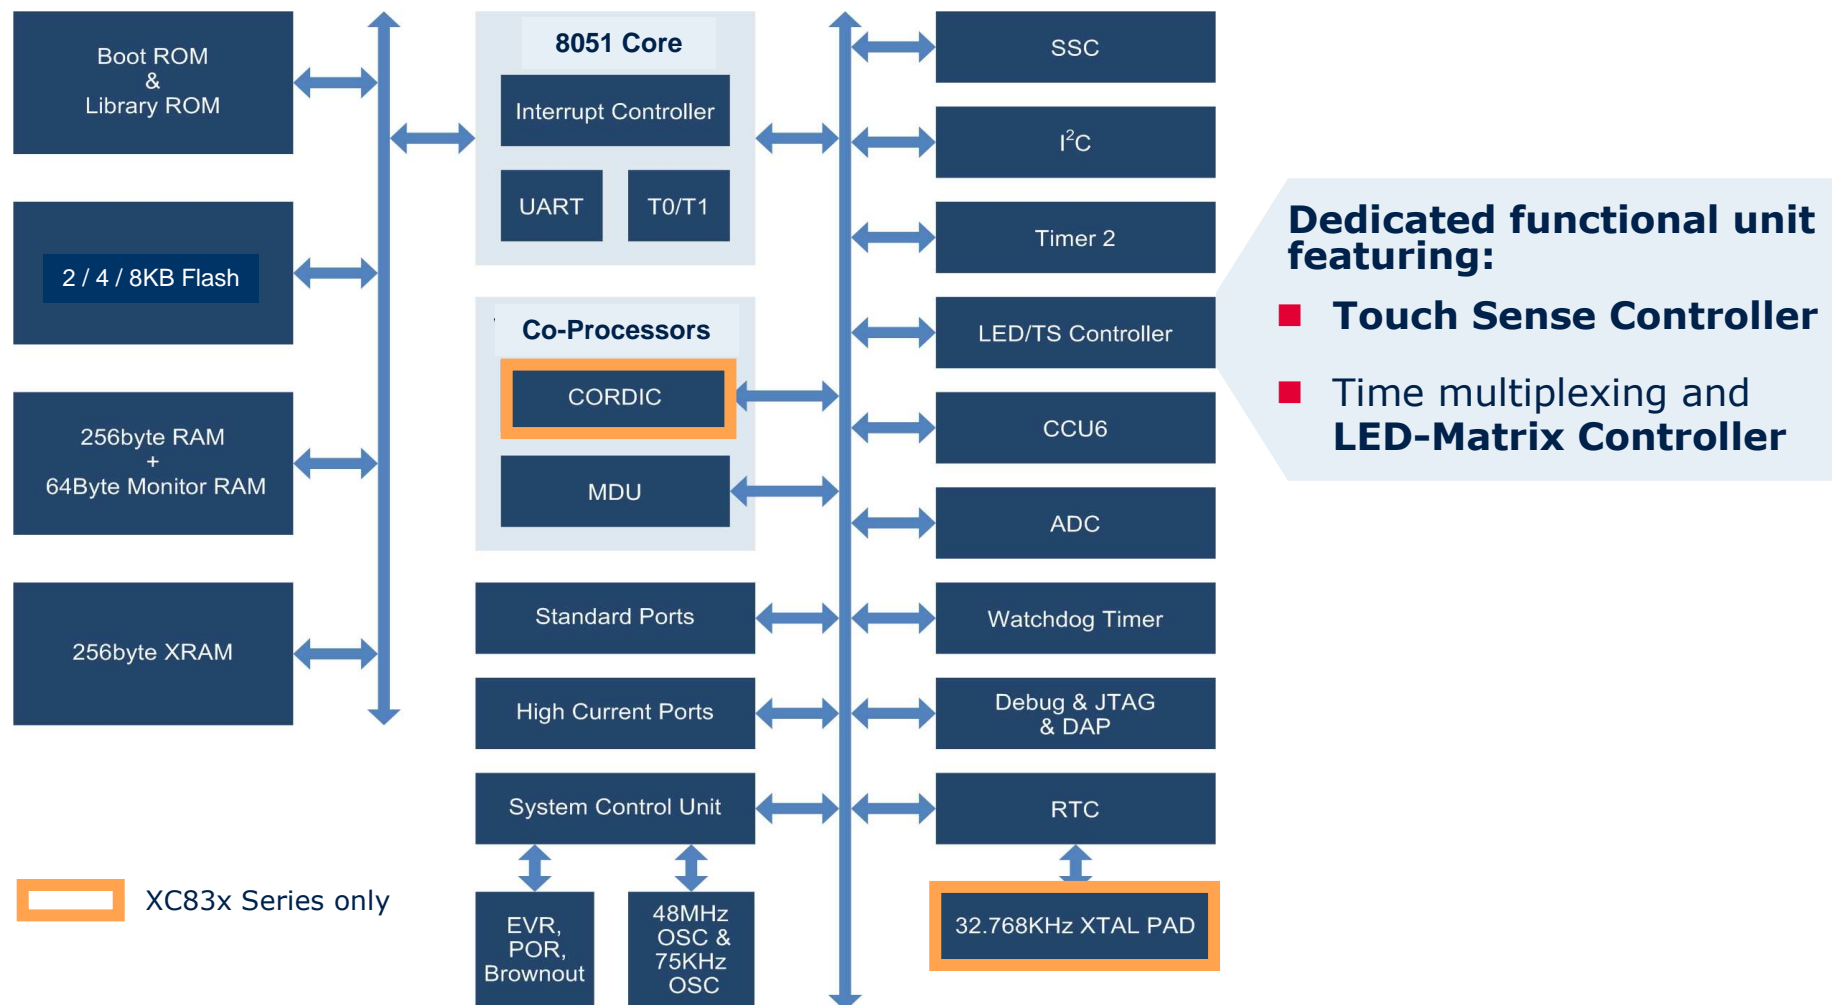 Boot ROM
&
Library ROM
2 / 4 / 8KB Flash
256byte RAM
+
64Byte Monitor RAM
256byte XRAM
8051 Core
Interrupt Controller
UART
T0/T1
Co-Processors
CORDIC
MDU
Standard Ports
High Current Ports
System Control Unit
EVR,
POR,
Brownout
48MHz
OSC &
75KHz
OSC
SSC
I²C
Timer 2
LED/TS Controller
CCU6
ADC
Watchdog Timer
Debug & JTAG
& DAP
RTC
32.768KHz XTAL PAD
Dedicated functional unit
featuring:
Touch Sense Controller
Time multiplexing and
LED-Matrix Controller
XC83x Series only